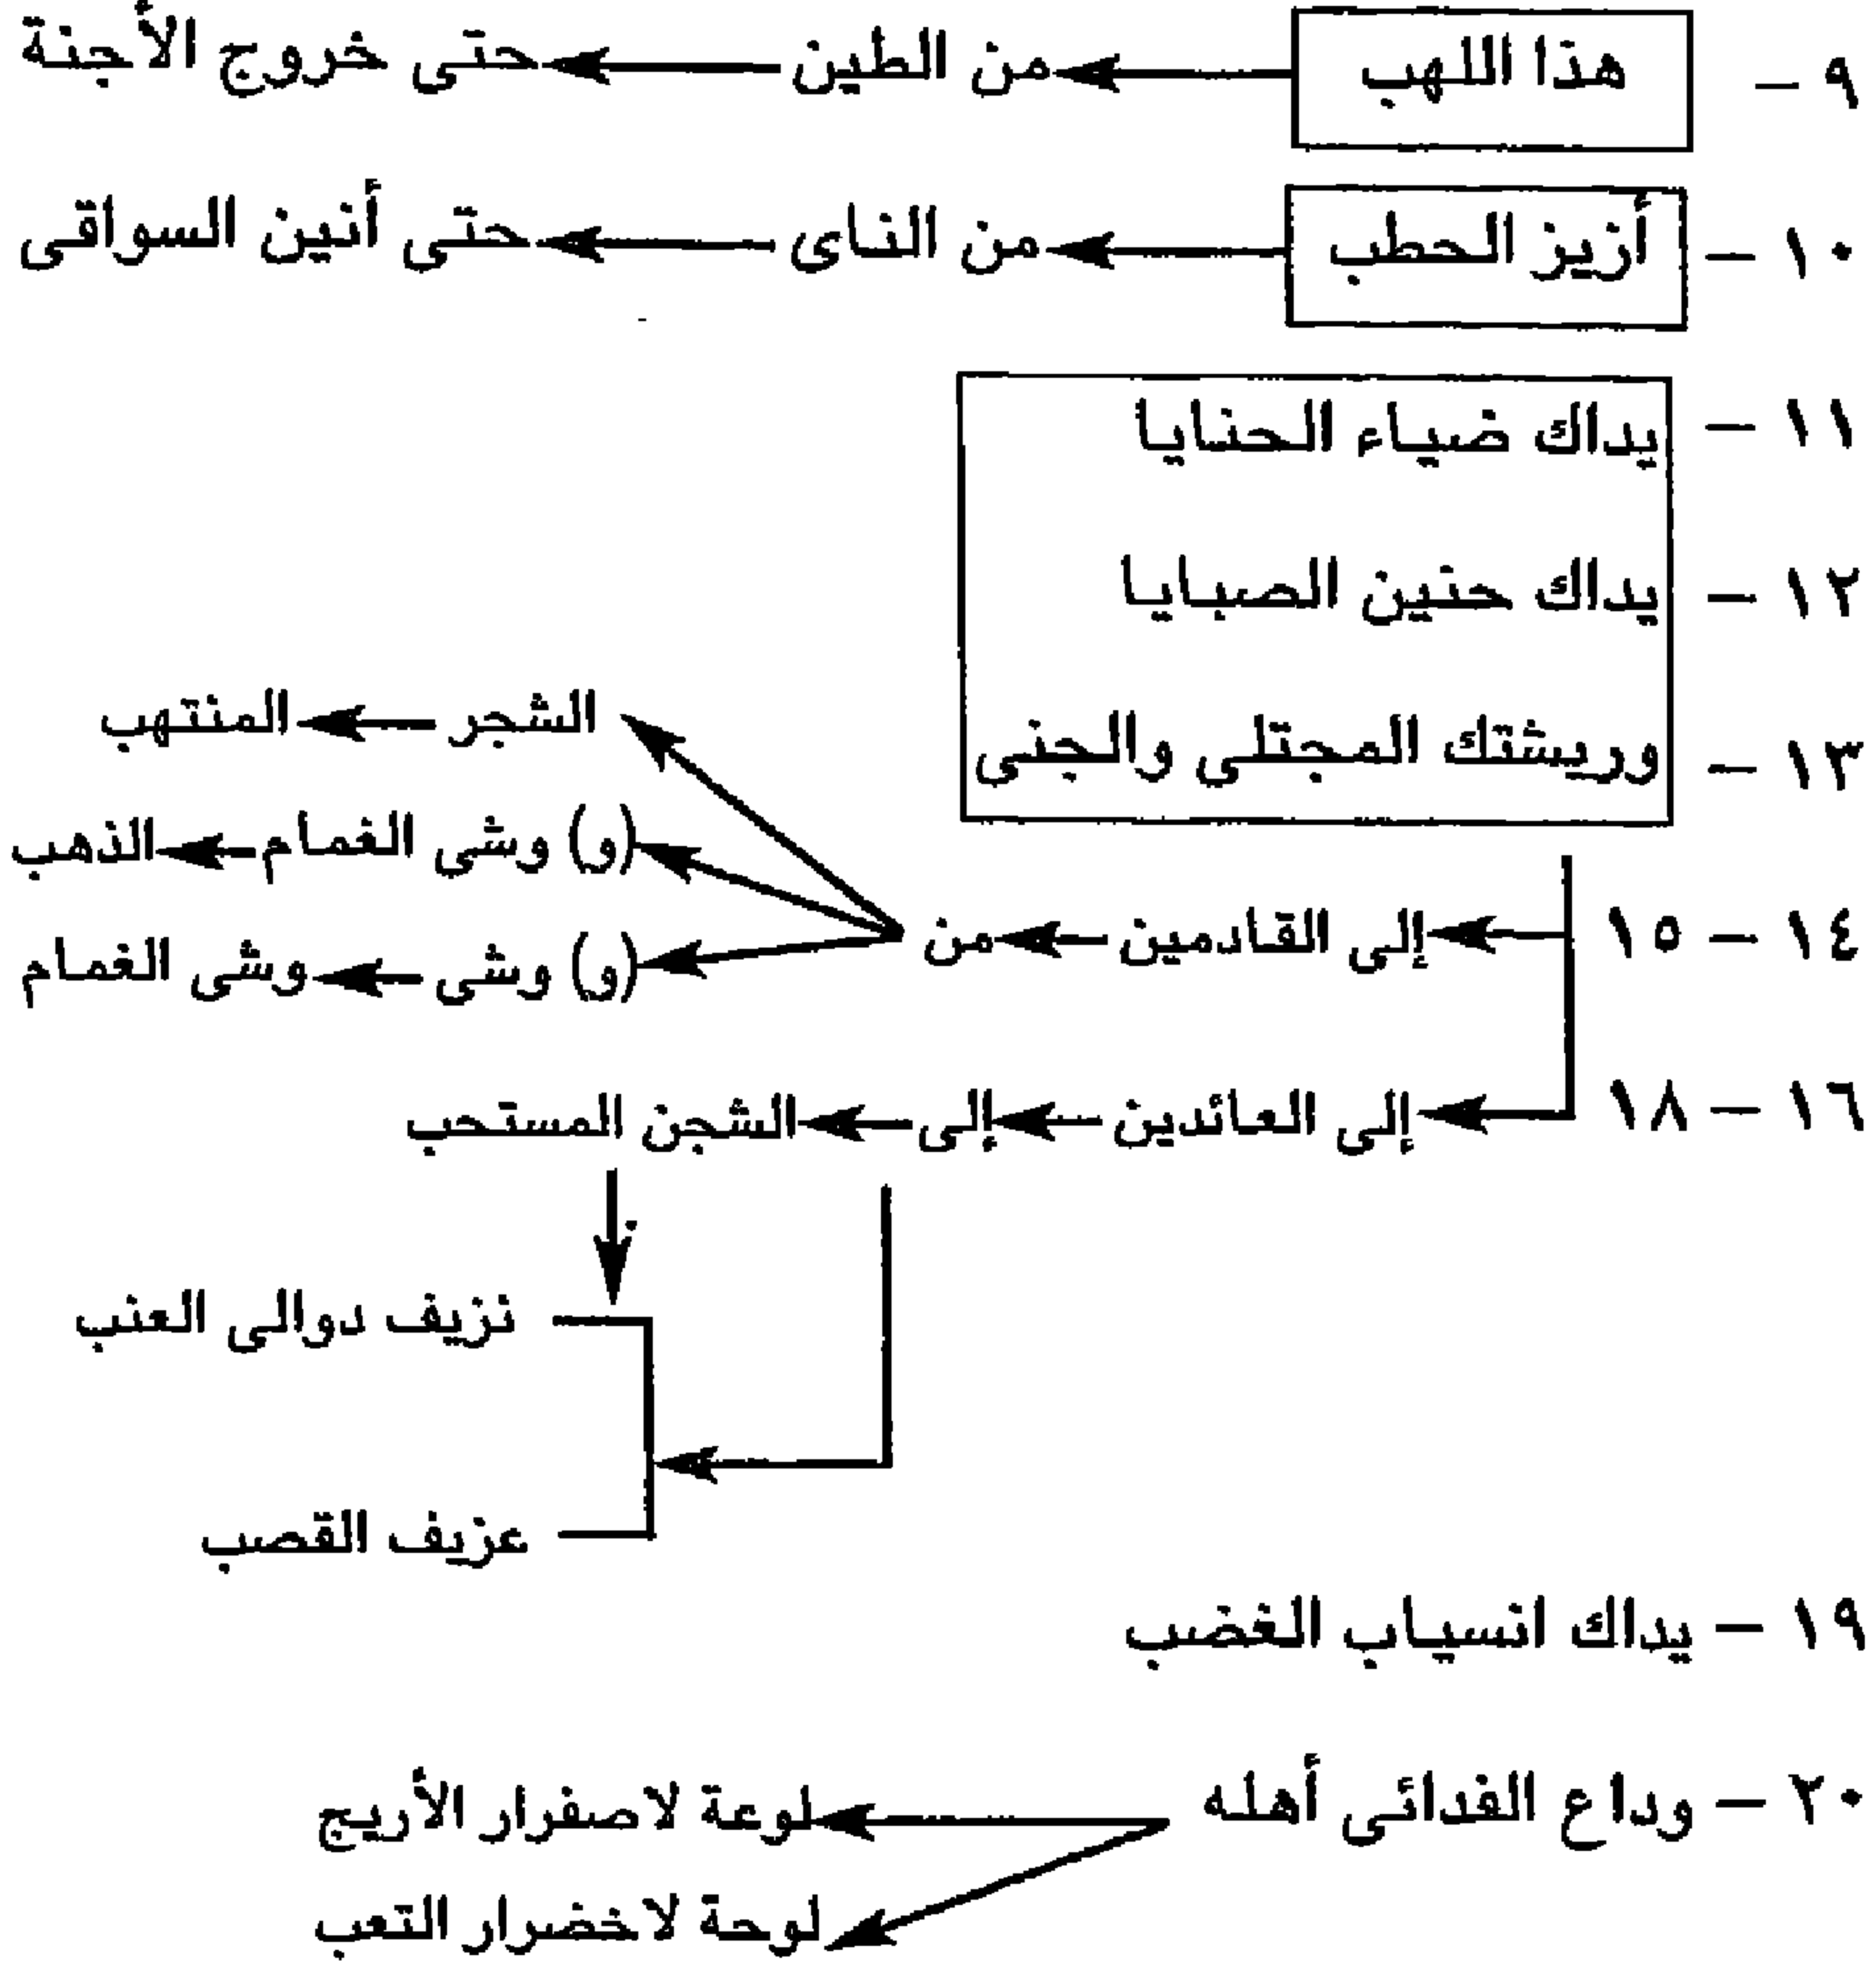 ٩ – هذا اللهب من الطين حتى خروج الأجنة
١٠ – أزيز الحطب من الناى حتى أنين السواقى
١١ – يداك ضياء الحنايا
١٢ – يداك حنين الصبايا
١٣ – وريشتك المجتلى والجنى
الشجر المنتهب
(و) وشى الغمام الذهب
١٤ – ١٥ إلى القادمين من
(و) وشى وشى الغمام
١٦ – ١٨ إلى العائدين إلى الشجن المستحب
نزيف دوالى العنب
عزيف القصب
١٩ – يداك انسياب الغضب
٢٠ – وداع الفدائى أهله لوعة لاصفرار الأريج
لوحة لاخضرار التعب